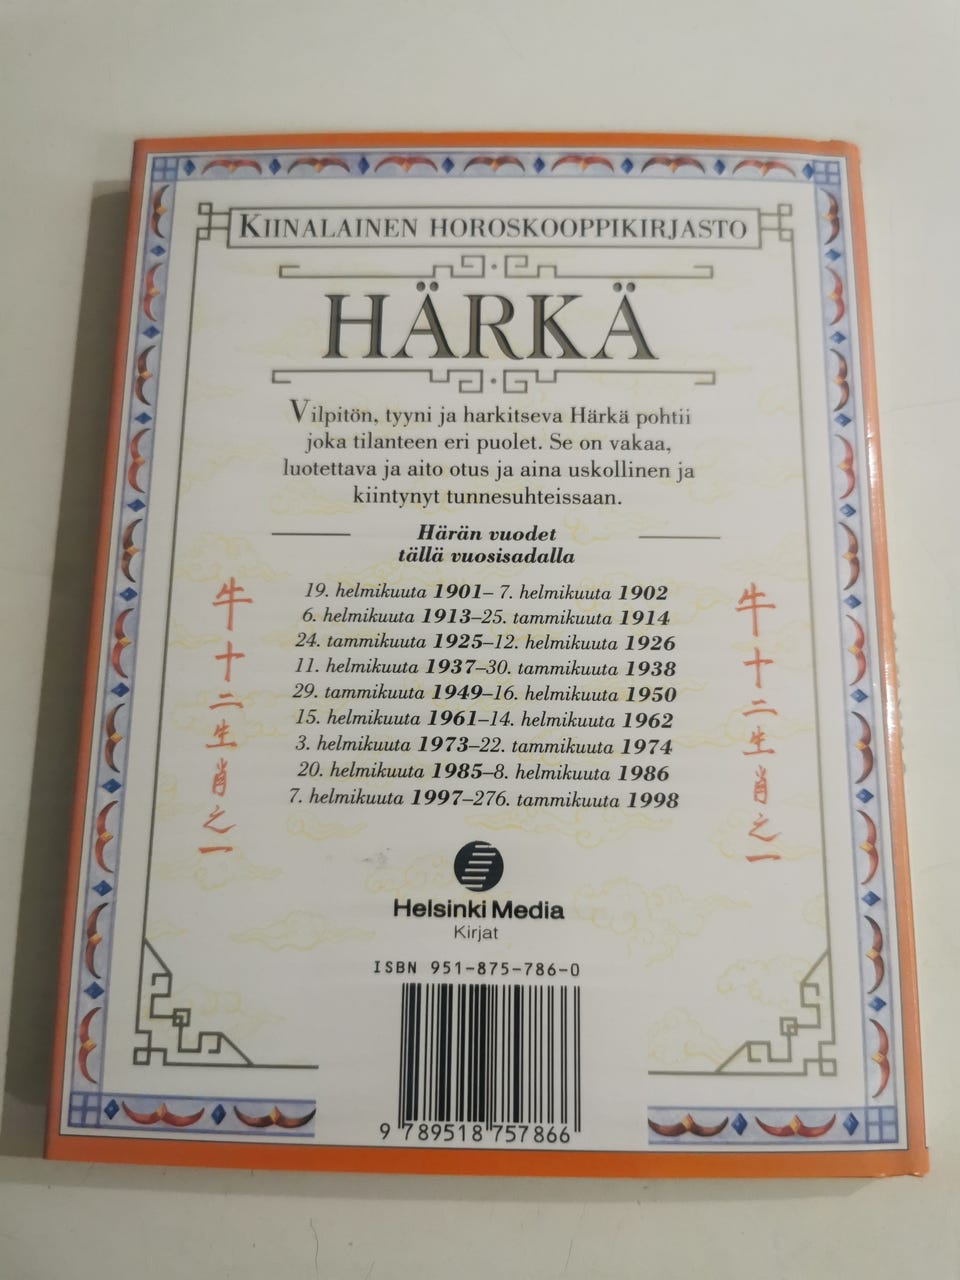 KIINALAINEN HOROSKOOPPIKIRJASTO
HÄRKÄ
Vilpitön, tyyni ja harkitseva Härkä pohtii
joka tilanteen eri puolet. Se on vakaa,
luotettava ja aito otus ja aina uskollinen ja
kiintynyt tunnesuhteissaan.
Härän vuodet
tällä vuosisadalla
19. helmikuuta 1901– 7. helmikuuta 1902
6. helmikuuta 1913–25. tammikuuta 1914
24. tammikuuta 1925–12. helmikuuta 1926
11. helmikuuta 1937–30. tammikuuta 1938
29. tammikuuta 1949–16. helmikuuta 1950
15. helmikuuta 1961–14. helmikuuta 1962
3. helmikuuta 1973–22. tammikuuta 1974
20. helmikuuta 1985–8. helmikuuta 1986
7. helmikuuta 1997–276. tammikuuta 1998
牛十二生肖之一
牛十二生肖之一
Helsinki Media
Kirjat
ISBN 951-875-786-0
9 789518 757866